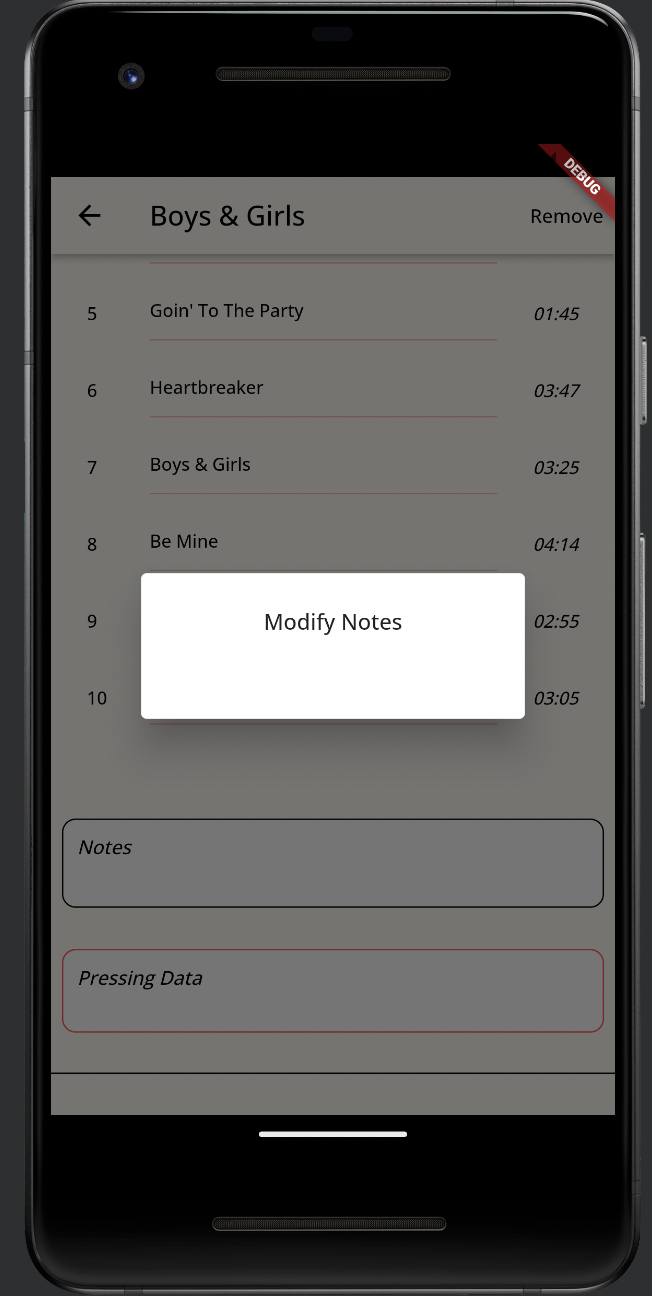 DEBUG
Boys & Girls Remove
5 Goin' To The Party 01:45
6 Heartbreaker 03:47
7 Boys & Girls 03:25
8 Be Mine 04:14
9 02:55
Modify Notes
10 03:05
Notes
Pressing Data